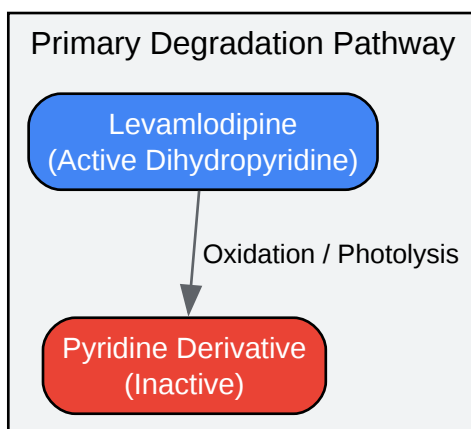 Primary Degradation Pathway
Levamlodipine
(Active Dihydropyridine)
Oxidation / Photolysis
Pyridine Derivative
(Inactive)